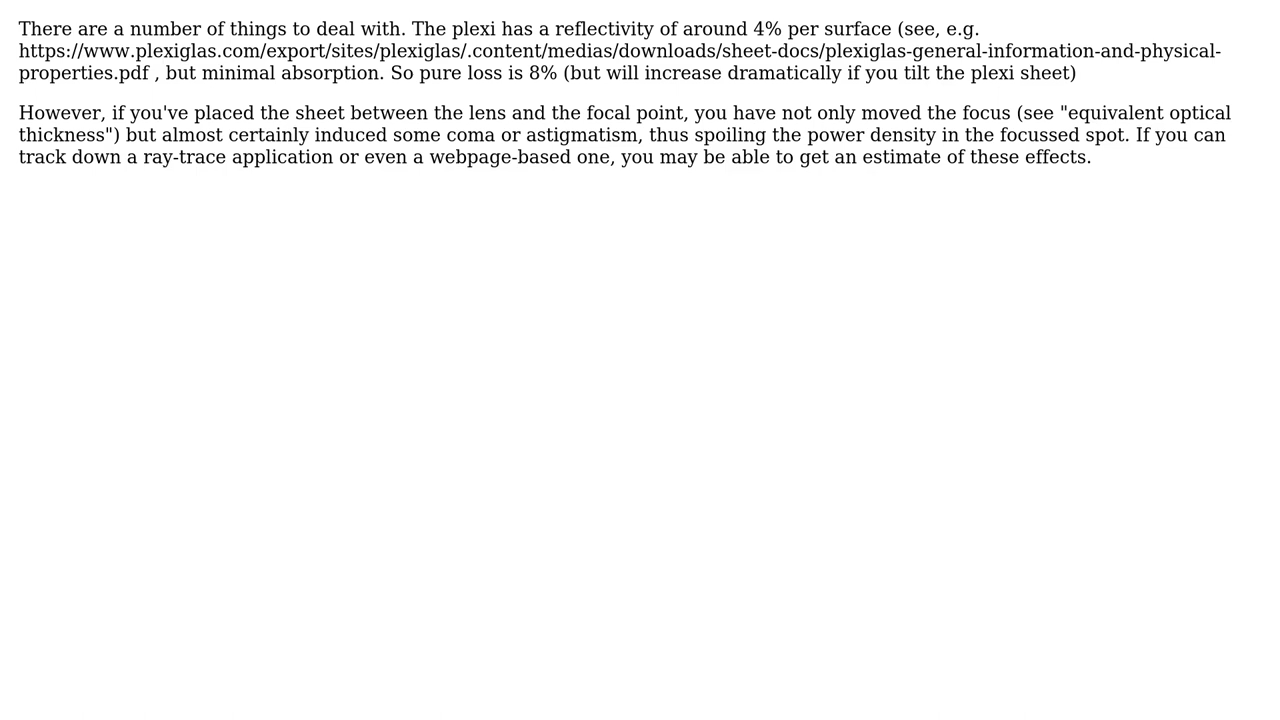 There are a number of things to deal with. The plexi has a reflectivity of around 4% per surface (see, e.g.
https://www.plexiglas.com/export/sites/plexiglas/.content/medias/downloads/sheet-docs/plexiglas-general-information-and-physical-
properties.pdf , but minimal absorption. So pure loss is 8% (but will increase dramatically if you tilt the plexi sheet)
However, if you've placed the sheet between the lens and the focal point, you have not only moved the focus (see "equivalent optical
thickness") but almost certainly induced some coma or astigmatism, thus spoiling the power density in the focussed spot. If you can
track down a ray-trace application or even a webpage-based one, you may be able to get an estimate of these effects.